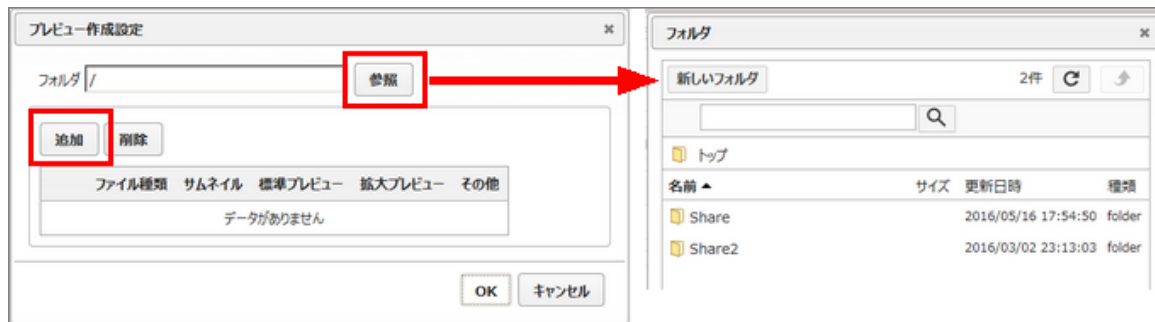 プレビュー作成設定
フォルダ / 参照
追加 削除
ファイル種類 サムネイル 標準プレビュー 拡大プレビュー その他
データがありません
OK キャンセル
フォルダ
新しいフォルダ 2件
トップ
名前 サイズ 更新日時 種類
Share 2016/05/16 17:54:50 folder
Share2 2016/03/02 23:13:03 folder